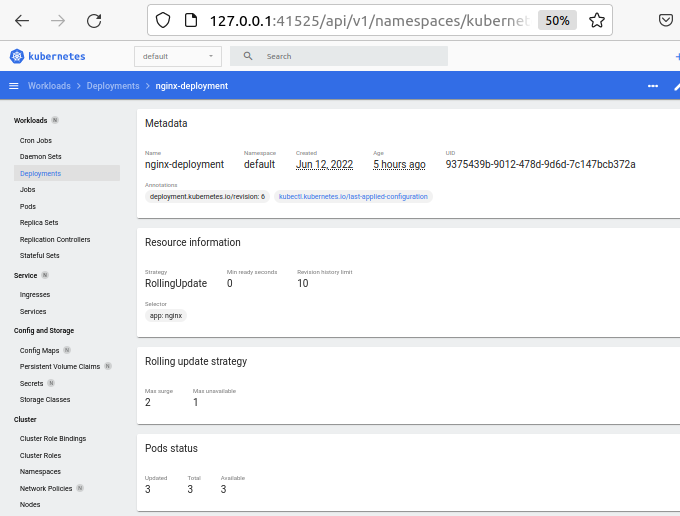 127.0.0.1:41525/api/v1/namespaces/kubernet
50%
kubernetes
default
Search
Workloads > Deployments > nginx-deployment
Workloads N
Cron Jobs
Daemon Sets
Deployments
Jobs
Pods
Replica Sets
Replication Controllers
Stateful Sets
Service N
Ingresses
Services
Config and Storage
Config Maps N
Persistent Volume Claims N
Secrets N
Storage Classes
Cluster
Cluster Role Bindings
Cluster Roles
Namespaces
Network Policies N
Nodes
Metadata
Name Namespace Created Age UID
nginx-deployment default Jun 12, 2022 5 hours ago 9375439b-9012-478d-9d6d-7c147bcb372a
Annotations
deployment.kubernetes.io/revision: 6 kubectl.kubernetes.io/last-applied-configuration
Resource information
Strategy Min ready seconds Revision history limit
RollingUpdate 0 10
Selector
app: nginx
Rolling update strategy
Max surge Max unavailable
2 1
Pods status
Updated Total Available
3 3 3